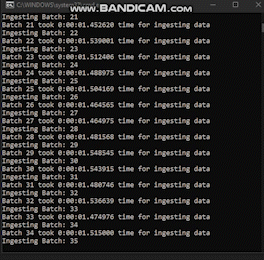 C:\WINDOWS\system32\
www.BANDICAM.com
Ingesting Batch: 21
Batch 21 took 0:00:01.452620 time for ingesting data
Ingesting Batch: 22
Batch 22 took 0:00:01.539001 time for ingesting data
Ingesting Batch: 23
Batch 23 took 0:00:01.512406 time for ingesting data
Ingesting Batch: 24
Batch 24 took 0:00:01.488975 time for ingesting data
Ingesting Batch: 25
Batch 25 took 0:00:01.504169 time for ingesting data
Ingesting Batch: 26
Batch 26 took 0:00:01.464565 time for ingesting data
Ingesting Batch: 27
Batch 27 took 0:00:01.464975 time for ingesting data
Ingesting Batch: 28
Batch 28 took 0:00:01.481568 time for ingesting data
Ingesting Batch: 29
Batch 29 took 0:00:01.548545 time for ingesting data
Ingesting Batch: 30
Batch 30 took 0:00:01.543915 time for ingesting data
Ingesting Batch: 31
Batch 31 took 0:00:01.480746 time for ingesting data
Ingesting Batch: 32
Batch 32 took 0:00:01.536639 time for ingesting data
Ingesting Batch: 33
Batch 33 took 0:00:01.474976 time for ingesting data
Ingesting Batch: 34
Batch 34 took 0:00:01.515000 time for ingesting data
Ingesting Batch: 35